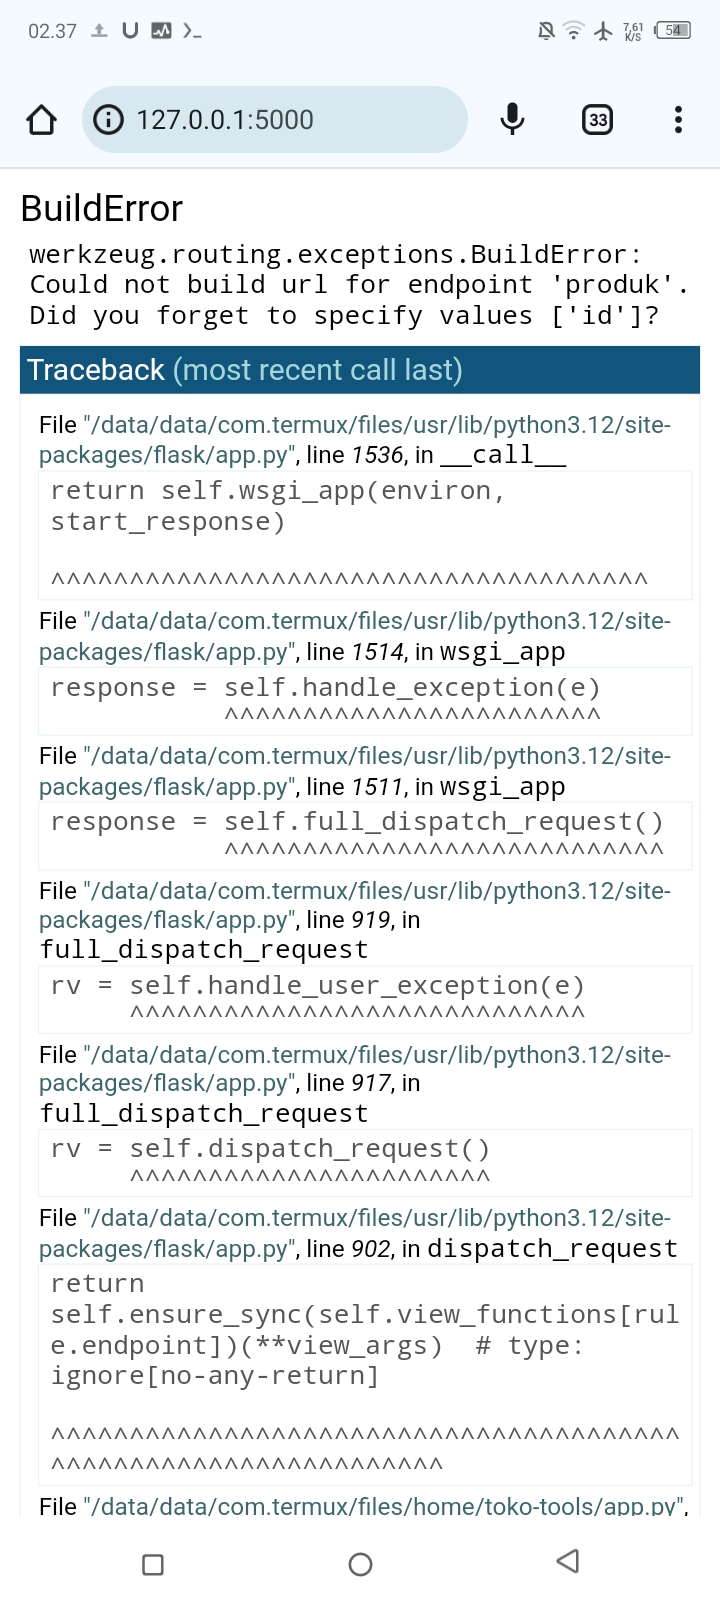 02.37
7,61
K/S
54
127.0.0.1:5000
33
BuildError
werkzeug.routing.exceptions.BuildError:
Could not build url for endpoint 'produk'.
Did you forget to specify values ['id']?
Traceback (most recent call last)
File "/data/data/com.termux/files/usr/lib/python3.12/site-
packages/flask/app.py", line 1536, in __call__
return self.wsgi_app(environ,
start_response)
^^^^^^^^^^^^^^^^^^^^^^^^^^^^^^^^^^^^^^
File "/data/data/com.termux/files/usr/lib/python3.12/site-
packages/flask/app.py", line 1514, in wsgi_app
response = self.handle_exception(e)
^^^^^^^^^^^^^^^^^^^^^^^^
File "/data/data/com.termux/files/usr/lib/python3.12/site-
packages/flask/app.py", line 1511, in wsgi_app
response = self.full_dispatch_request()
^^^^^^^^^^^^^^^^^^^^^^^^^^^^
File "/data/data/com.termux/files/usr/lib/python3.12/site-
packages/flask/app.py", line 919, in
full_dispatch_request
rv = self.handle_user_exception(e)
^^^^^^^^^^^^^^^^^^^^^^^^^^^^^
File "/data/data/com.termux/files/usr/lib/python3.12/site-
packages/flask/app.py", line 917, in
full_dispatch_request
rv = self.dispatch_request()
^^^^^^^^^^^^^^^^^^^^^^^
File "/data/data/com.termux/files/usr/lib/python3.12/site-
packages/flask/app.py", line 902, in dispatch_request
return
self.ensure_sync(self.view_functions[rul
e.endpoint])(**view_args)  # type:
ignore[no-any-return]
^^^^^^^^^^^^^^^^^^^^^^^^^^^^^^^^^^^^^^^^
^^^^^^^^^^^^^^^^^^^^^^^^^
File "/data/data/com.termux/files/home/toko-tools/app.py",